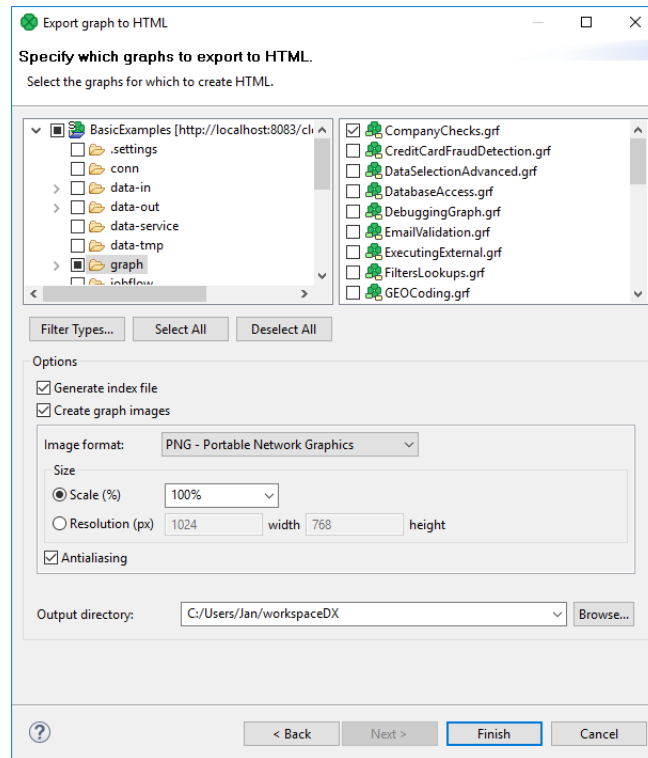 Export graph to HTML
Specify which graphs to export to HTML.
Select the graphs for which to create HTML.
BasicExamples [http://localhost:8083/cl
.settings
conn
data-in
data-out
data-service
data-tmp
graph
jobflow
CompanyChecks.grf
CreditCardFraudDetection.grf
DataSelectionAdvanced.grf
DatabaseAccess.grf
DebuggingGraph.grf
EmailValidation.grf
ExecutingExternal.grf
FiltersLookups.grf
GEOCoding.grf
Filter Types... Select All Deselect All
Options
Generate index file
Create graph images
Image format: PNG - Portable Network Graphics
Size
Scale (%) 100%
Resolution (px) 1024 width 768 height
Antialiasing
Output directory: C:/Users/Jan/workspaceDX Browse...
? < Back Next > Finish Cancel